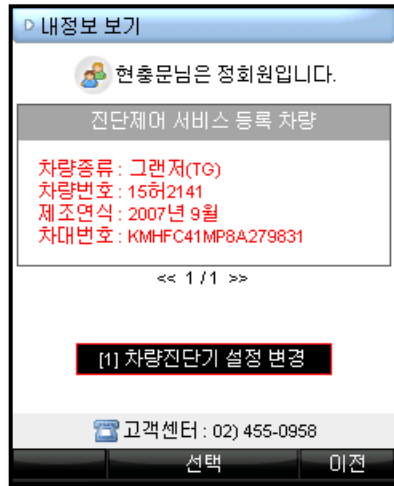 내정보 보기
현충문님은 정회원입니다.
진단제어 서비스 등록 차량
차량종류 : 그랜저(TG)
차량번호 : 15허2141
제조연식 : 2007년 9월
차대번호 : KMHFC41MP8A279831
<< 1/1 >>
[1] 차량진단기 설정 변경
고객센터 : 02) 455-0958
선택 이전